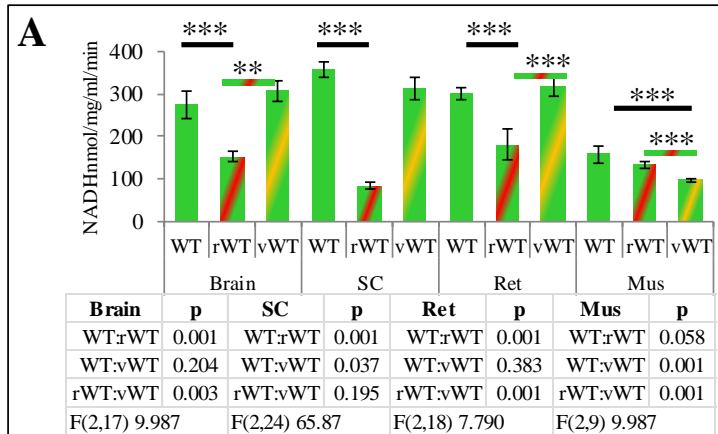 A
*** *** ***
** *** ***
***
NADHnmol/mg/ml/min
400
300
200
100
0
WT rWT vWT WT rWT vWT WT rWT vWT WT rWT vWT
Brain SC Ret Mus
Brain p SC p Ret p Mus p
WT:rWT 0.001 WT:rWT 0.001 WT:rWT 0.001 WT:rWT 0.058
WT:vWT 0.204 WT:vWT 0.037 WT:vWT 0.383 WT:vWT 0.001
rWT:vWT 0.003 rWT:vWT 0.195 rWT:vWT 0.001 rWT:vWT 0.001
F(2,17) 9.987 F(2,24) 65.87 F(2,18) 7.790 F(2,9) 9.987